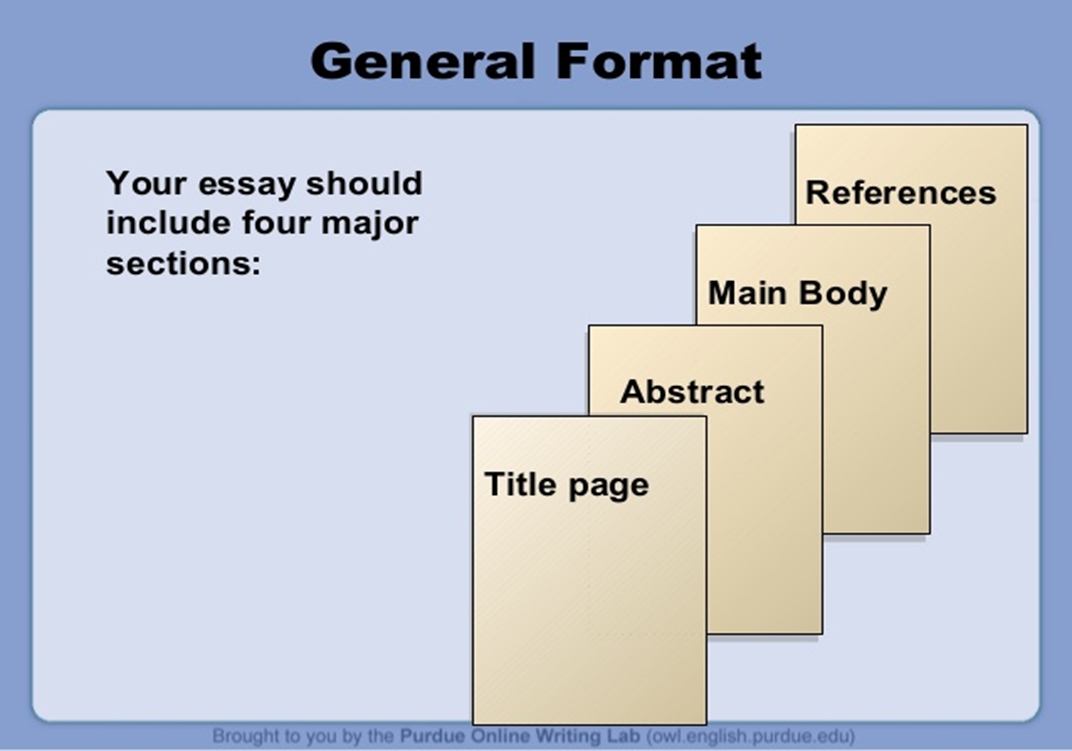 General Format
Your essay should
include four major
sections:
References
Main Body
Abstract
Title page
Brought to you by the Purdue Online Writing Lab (owl.english.purdue.edu)